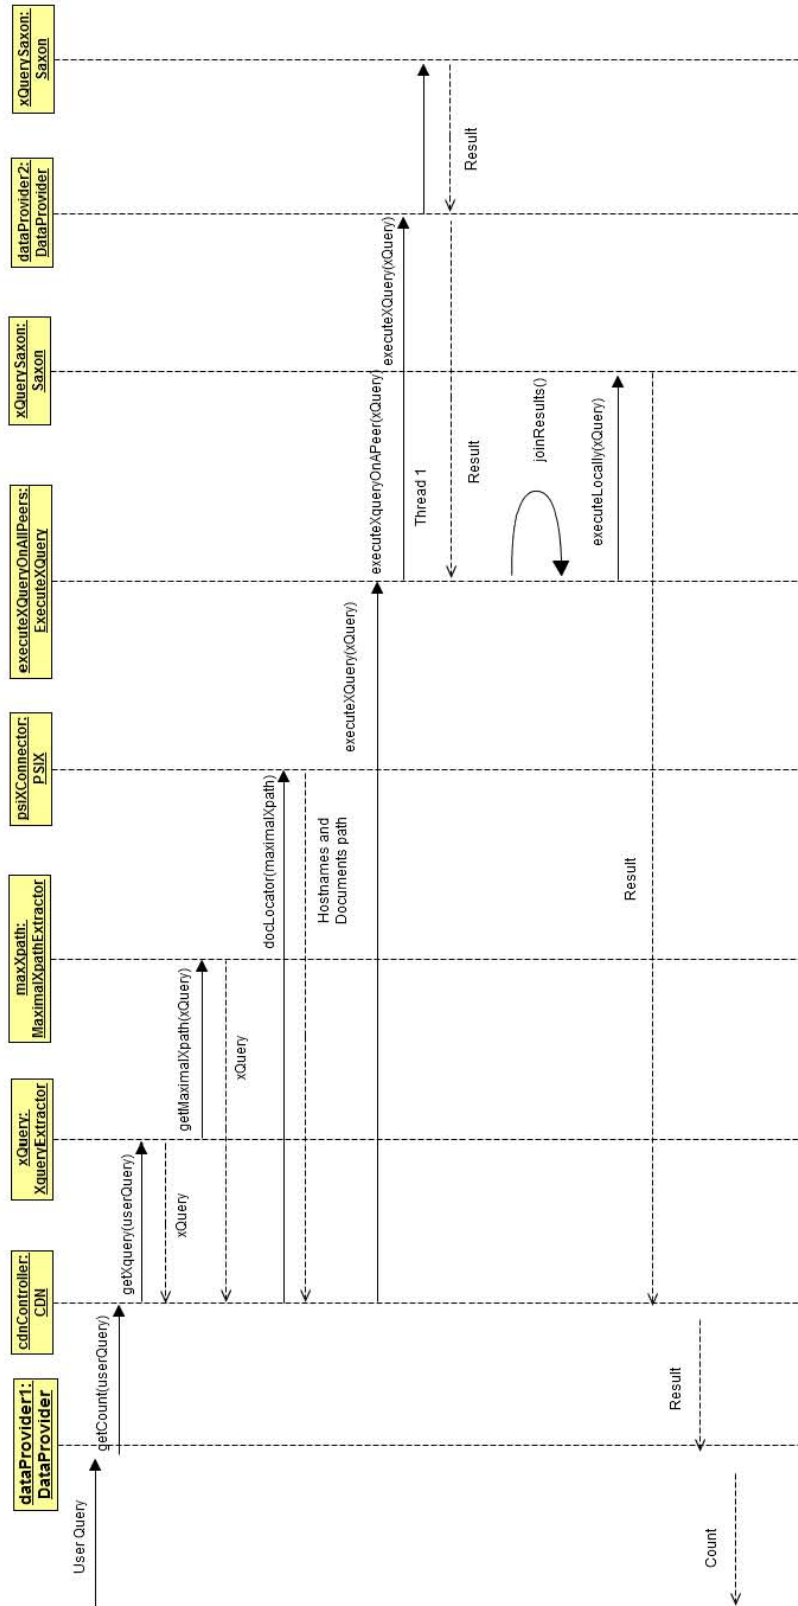 dataProvider1:
DataProvider
cdnController:
CDN
xQuery:
XqueryExtractor
maxXpath:
MaximalXpathExtractor
psiXConnector:
PSIX
executeXQueryOnAllPeers:
ExecuteXQuery
xQuerySaxon:
Saxon
dataProvider2:
DataProvider
xQuerySaxon:
Saxon
User Query
getCount(userQuery)
getXquery(userQuery)
xQuery
getMaximalXpath(xQuery)
xQuery
docLocator(maximalXpath)
Hostnames and
Documents path
executeXQuery(xQuery)
executeXqueryOnAPeer(xQuery)
executeXQuery(xQuery)
Thread 1
Result
Result
joinResults()
executeLocally(xQuery)
Result
Result
Count